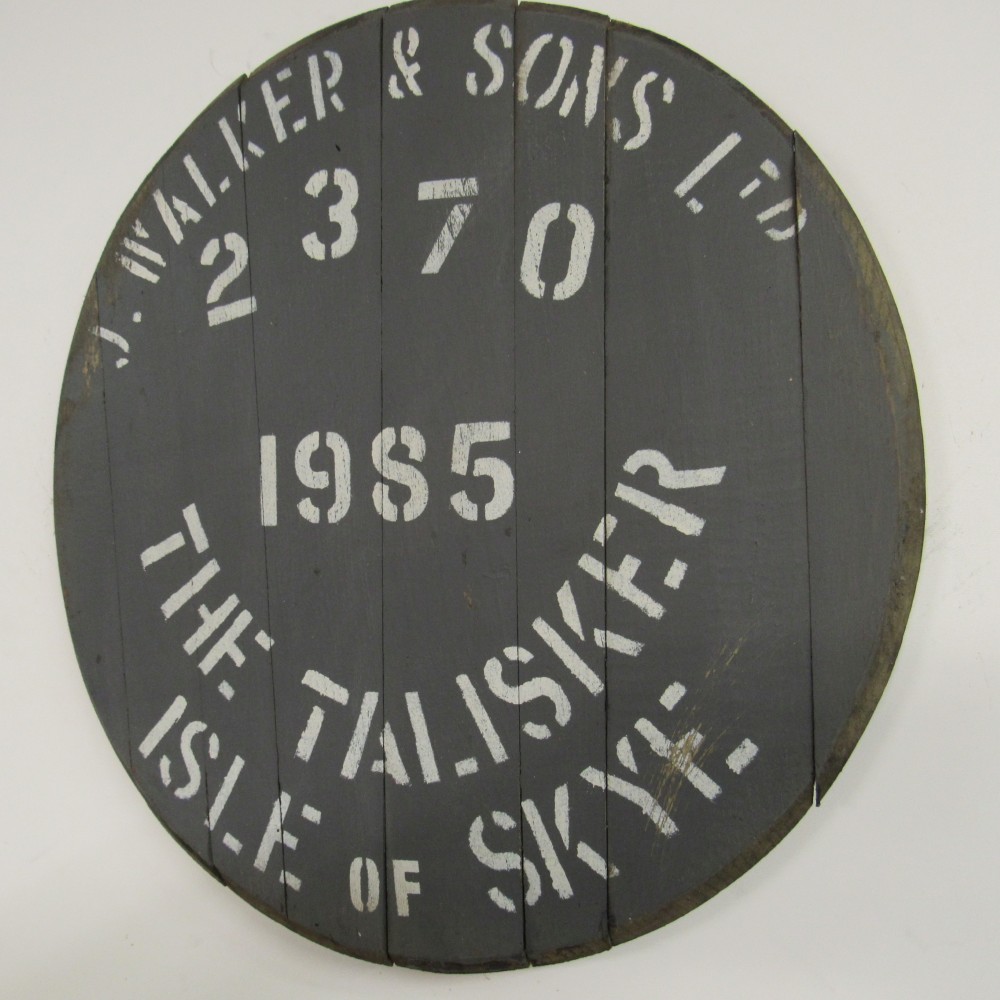 J. WALKER & SONS LTD
2370
1985
THE TALISKER
ISLE OF SKYE